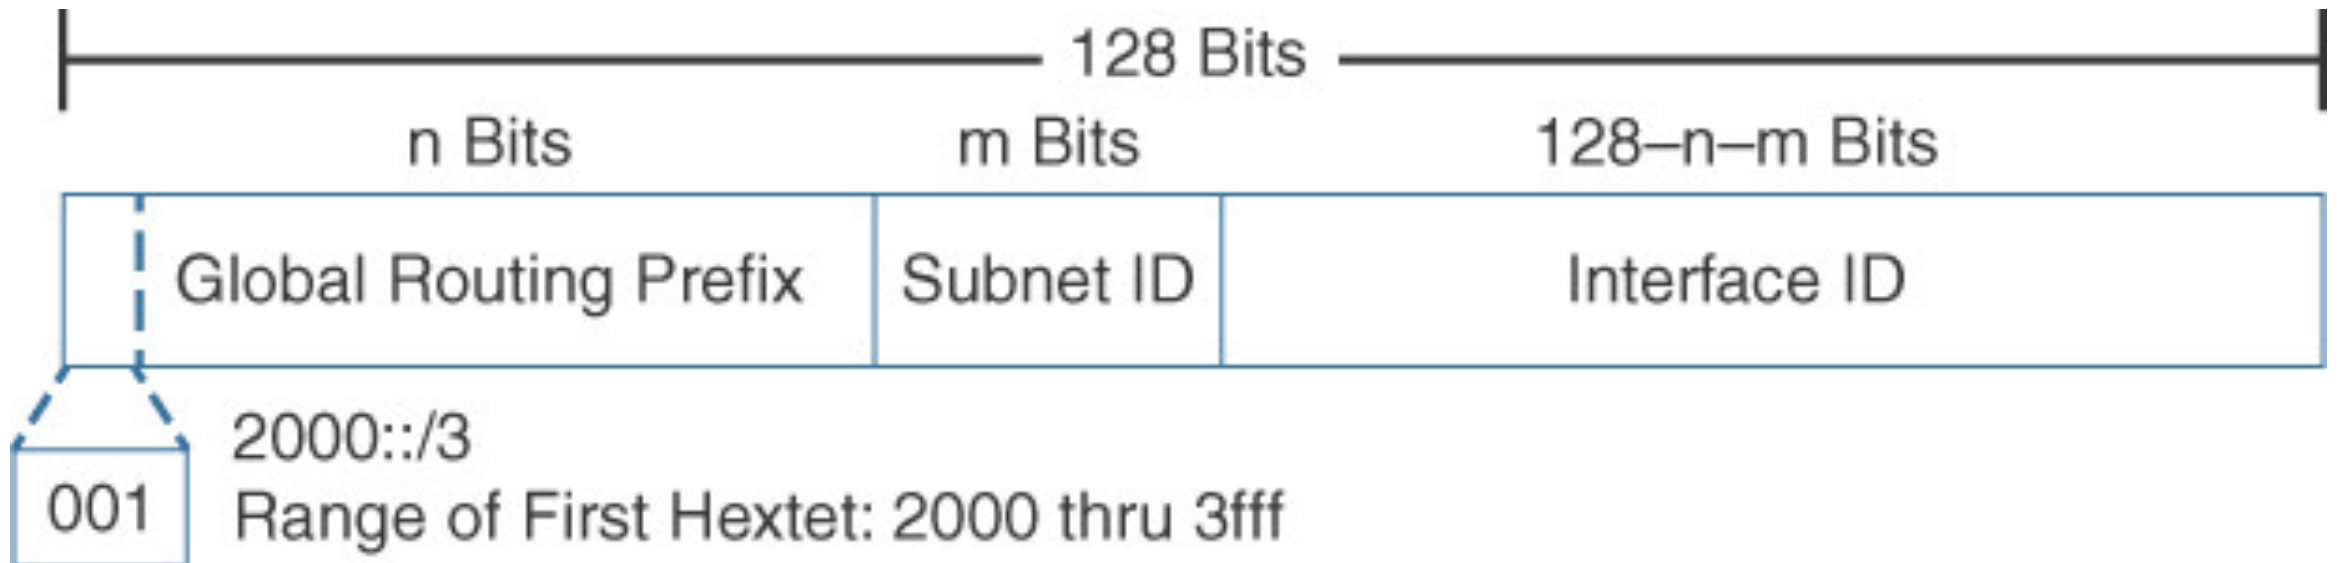 128 Bits
n Bits m Bits 128–n–m Bits
Global Routing Prefix Subnet ID Interface ID
2000::/3
001 Range of First Hextet: 2000 thru 3fff